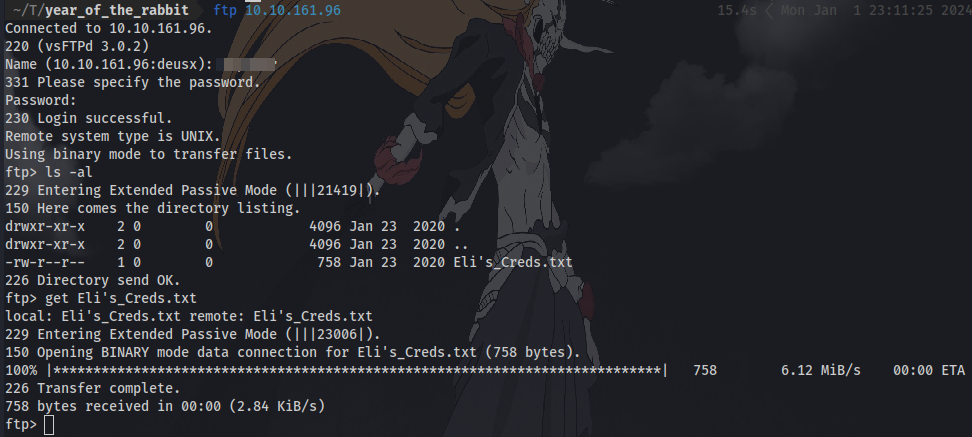 ~/T/year_of_the_rabbit ftp 10.10.161.96 15.4s Mon Jan 1 23:11:25 2024
Connected to 10.10.161.96.
220 (vsFTPd 3.0.2)
Name (10.10.161.96:deusx):
331 Please specify the password.
Password:
230 Login successful.
Remote system type is UNIX.
Using binary mode to transfer files.
ftp> ls -al
229 Entering Extended Passive Mode (|||21419|).
150 Here comes the directory listing.
drwxr-xr-x 2 0 0 4096 Jan 23 2020 .
drwxr-xr-x 2 0 0 4096 Jan 23 2020 ..
-rw-r--r-- 1 0 0 758 Jan 23 2020 Eli's_Creds.txt
226 Directory send OK.
ftp> get Eli's_Creds.txt
local: Eli's_Creds.txt remote: Eli's_Creds.txt
229 Entering Extended Passive Mode (|||23006|).
150 Opening BINARY mode data connection for Eli's_Creds.txt (758 bytes).
100% |***************************************************************************| 758 6.12 MiB/s 00:00 ETA
226 Transfer complete.
758 bytes received in 00:00 (2.84 KiB/s)
ftp>